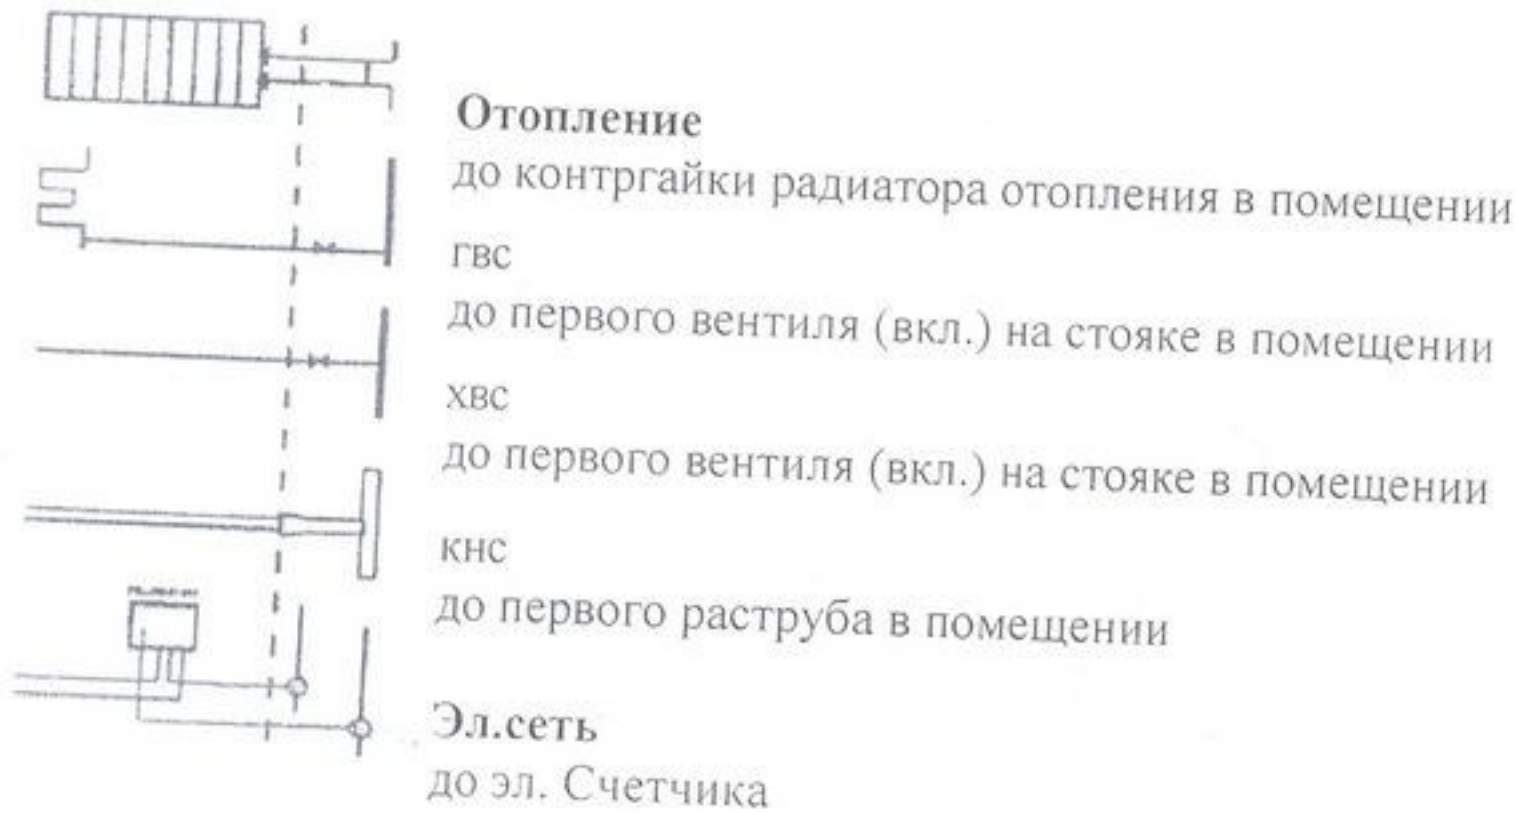 Отопление
до контргайки радиатора отопления в помещении
гвс
до первого вентиля (вкл.) на стояке в помещении
хвс
до первого вентиля (вкл.) на стояке в помещении
кнс
до первого раструба в помещении
Эл.сеть
до эл. Счетчика